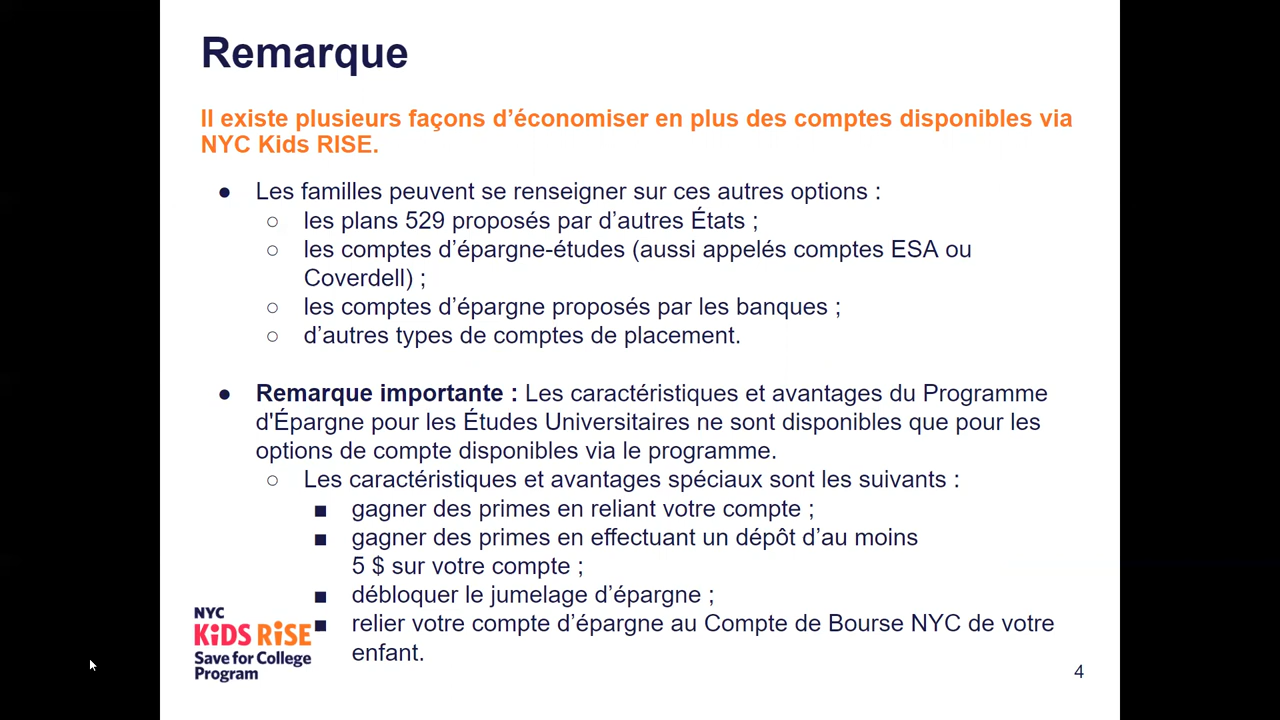 Remarque
Il existe plusieurs façons d’économiser en plus des comptes disponibles via
NYC Kids RISE.
● Les familles peuvent se renseigner sur ces autres options :
○ les plans 529 proposés par d’autres États ;
○ les comptes d’épargne-études (aussi appelés comptes ESA ou
Coverdell) ;
○ les comptes d’épargne proposés par les banques ;
○ d’autres types de comptes de placement.
● Remarque importante : Les caractéristiques et avantages du Programme
d'Épargne pour les Études Universitaires ne sont disponibles que pour les
options de compte disponibles via le programme.
○ Les caractéristiques et avantages spéciaux sont les suivants :
■ gagner des primes en reliant votre compte ;
■ gagner des primes en effectuant un dépôt d’au moins
5 $ sur votre compte ;
■ débloquer le jumelage d’épargne ;
■ relier votre compte d’épargne au Compte de Bourse NYC de votre
enfant.
NYC
KiDS RiSE
Save for College
Program
4